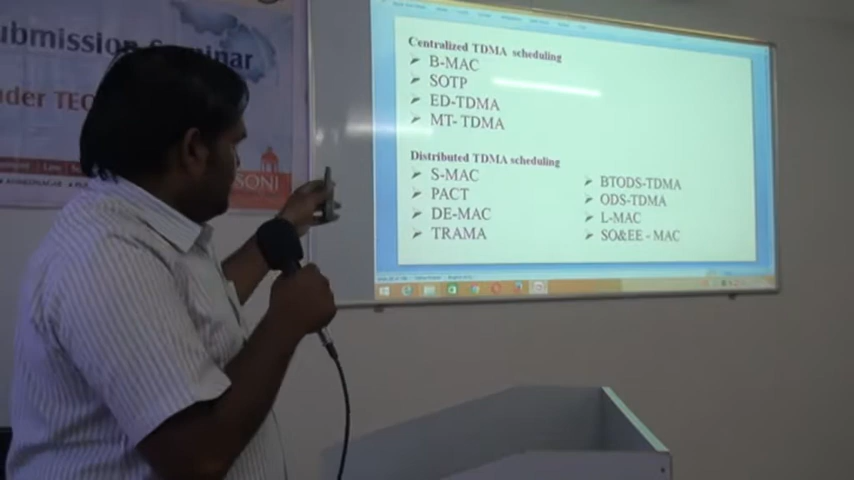 ubmission Seminar
der TEQ
SONI
Centralized TDMA scheduling
➤ B-MAC
➤ SOTP
➤ ED-TDMA
➤ MT- TDMA
Distributed TDMA scheduling
➤ S-MAC
➤ PACT
➤ DE-MAC
➤ TRAMA
➤ BTODS-TDMA
➤ ODS-TDMA
➤ L-MAC
➤ SO&EE - MAC